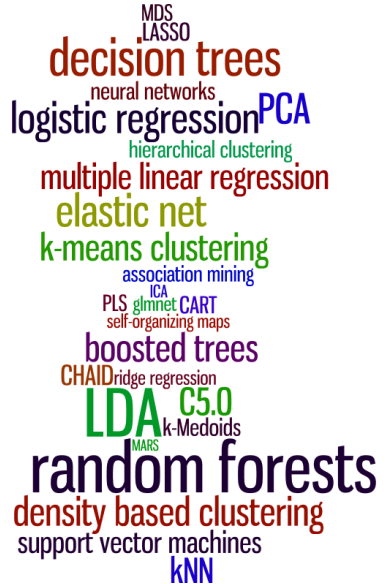 MDS
LASSO
decision trees
neural networks
logistic regression PCA
hierarchical clustering
multiple linear regression
elastic net
k-means clustering
association mining
ICA
PLS glmnet CART
self-organizing maps
boosted trees
CHAID ridge regression
LDA C5.0
k-Medoids
MARS
random forests
density based clustering
support vector machines
kNN